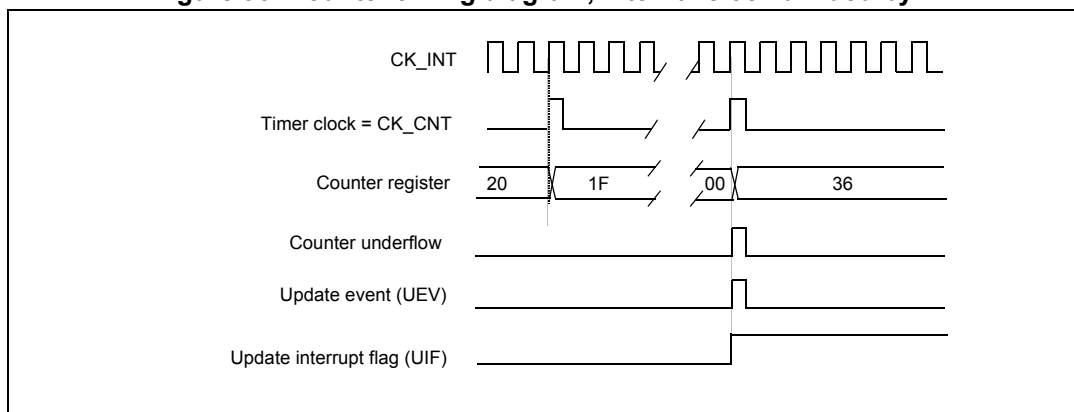 CK_INT
Timer clock = CK_CNT
Counter register 20 1F 00 36
Counter underflow
Update event (UEV)
Update interrupt flag (UIF)